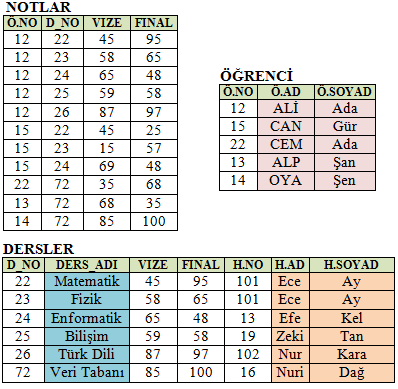 NOTLAR
Ö.NO D_NO VIZE FINAL
12 22 45 95
12 23 58 65
12 24 65 48
12 25 59 58
12 26 87 97
15 22 45 25
15 23 15 57
15 24 69 48
22 72 35 68
13 72 68 35
14 72 85 100
ÖĞRENCİ
Ö.NO Ö.AD Ö.SOYAD
12 ALİ Ada
15 CAN Gür
22 CEM Ada
13 ALP Şan
14 OYA Şen
DERSLER
D_NO DERS_ADI VIZE FINAL H.NO H.AD H.SOYAD
22 Matematik 45 95 101 Ece Ay
23 Fizik 58 65 101 Ece Ay
24 Enformatik 65 48 13 Efe Kel
25 Bilişim 59 58 19 Zeki Tan
26 Türk Dili 87 97 102 Nur Kara
72 Veri Tabanı 85 100 16 Nuri Dağ